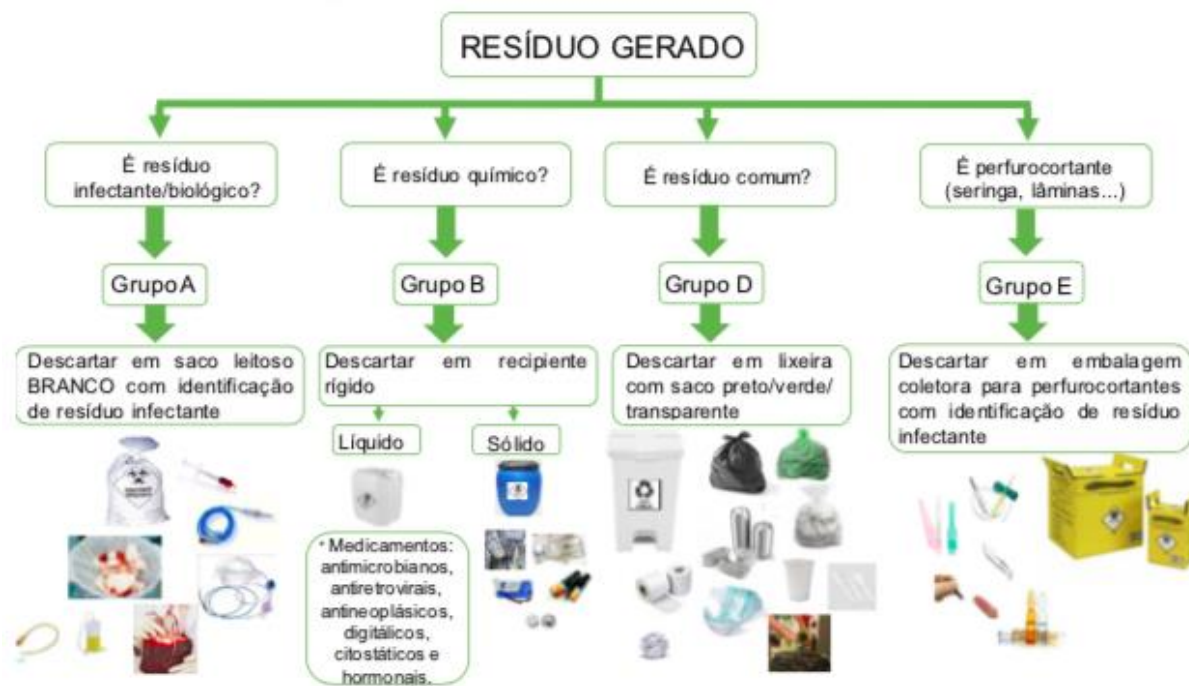 RESÍDUO GERADO
É resíduo
infectante/biológico?
É resíduo químico?
É resíduo comum?
É perfurocortante
(seringa, lâminas...)
Grupo A
Grupo B
Grupo D
Grupo E
Descartar em saco leitoso
BRANCO com identificação
de resíduo infectante
Descartar em recipiente
rígido
Descartar em lixeira
com saco preto/verde/
transparente
Descartar em embalagem
coletora para perfurocortantes
com identificação de resíduo
infectante
Líquido
Sólido
* Medicamentos:
antimicrobianos,
antiretrovirais,
antineoplásicos,
digitálicos,
citostáticos e
hormonais.